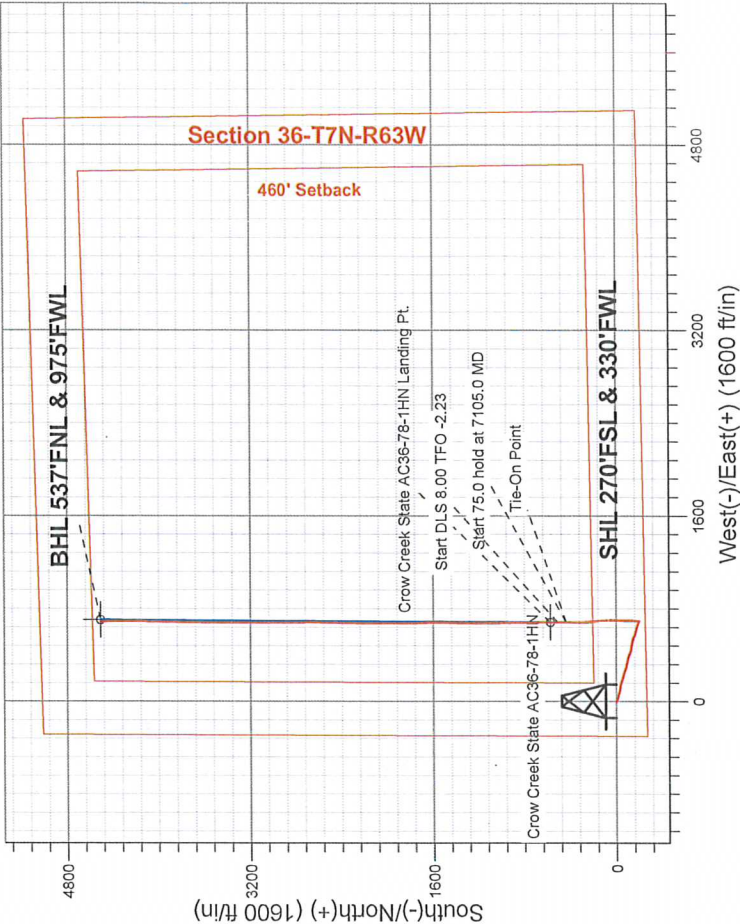 Section 36-T7N-R63W
460' Setback
BHL 537'FNL & 975'FWL
Crow Creek State AC36-78-1HN Landing Pt.
Start DLS 8.00 TFO -2.23
Start 75.0 hold at 7105.0 MD
Tie-On Point
SHL 270'FSL & 330'FWL
Crow Creek State AC36-78-1HN
4800
3200
1600
0
South(-)/North(+) (1600 ft/in)
0
1600
3200
4800
West(-)/East(+) (1600 ft/in)